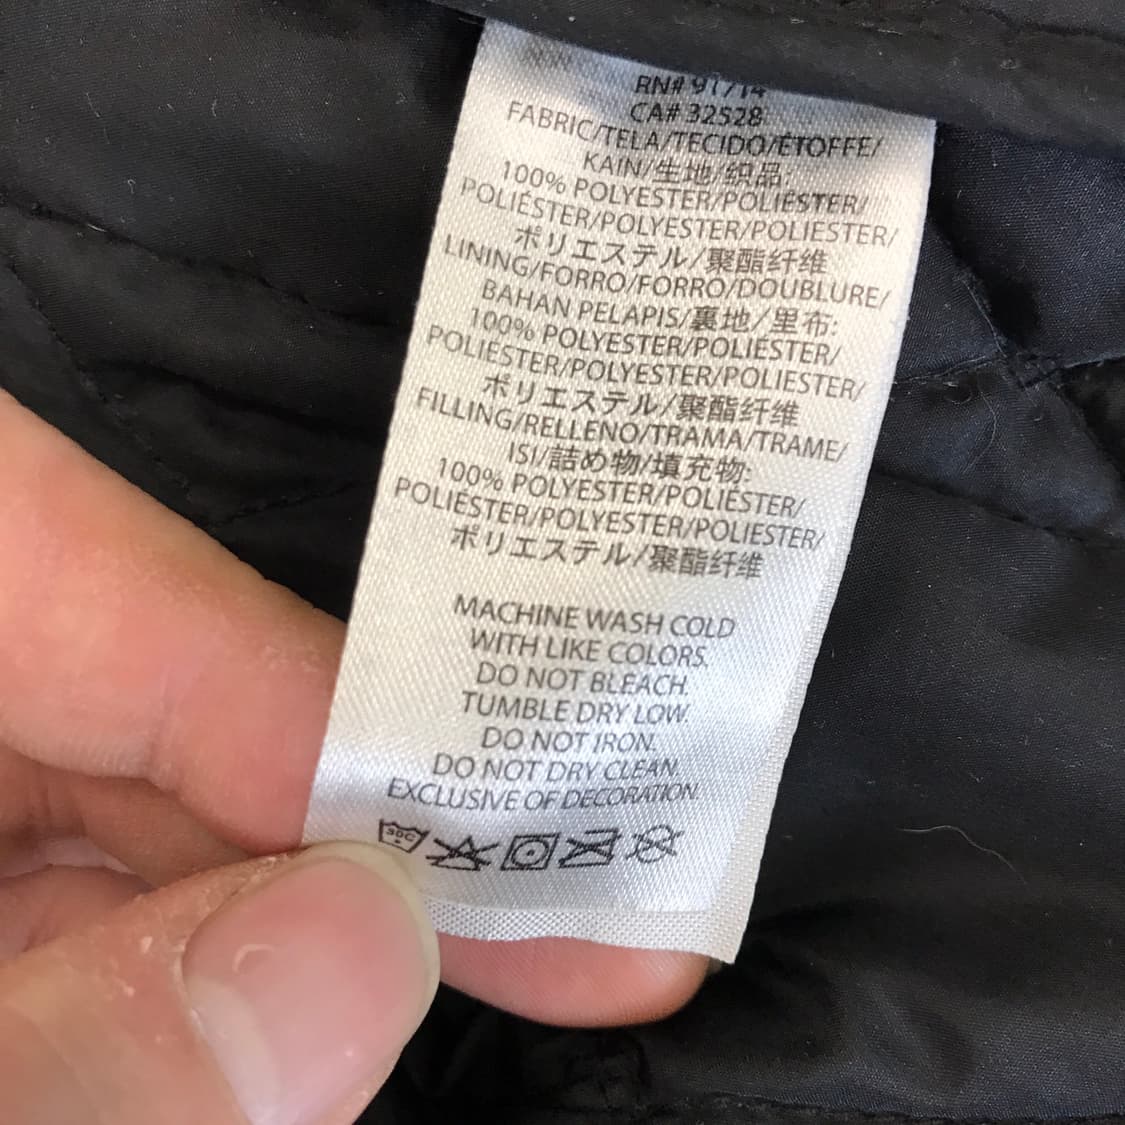 RN# 91714
CA# 32528
FABRIC/TELA/TECIDO/ÉTOFFE/
KAIN/生地/织品:
100% POLYESTER/POLIÉSTER/
POLIÉSTER/POLYESTER/POLIESTER/
ポリエステル/聚酯纤维
LINING/FORRO/FORRO/DOUBLURE/
BAHAN PELAPIS/裏地/里布:
100% POLYESTER/POLIÉSTER/
POLIÉSTER/POLYESTER/POLIESTER/
ポリエステル/聚酯纤维
FILLING/RELLENO/TRAMA/TRAME/
ISI/詰め物/填充物:
100% POLYESTER/POLIÉSTER/
POLIÉSTER/POLYESTER/POLIESTER/
ポリエステル/聚酯纤维
MACHINE WASH COLD
WITH LIKE COLORS.
DO NOT BLEACH.
TUMBLE DRY LOW.
DO NOT IRON.
DO NOT DRY CLEAN.
EXCLUSIVE OF DECORATION.
30C